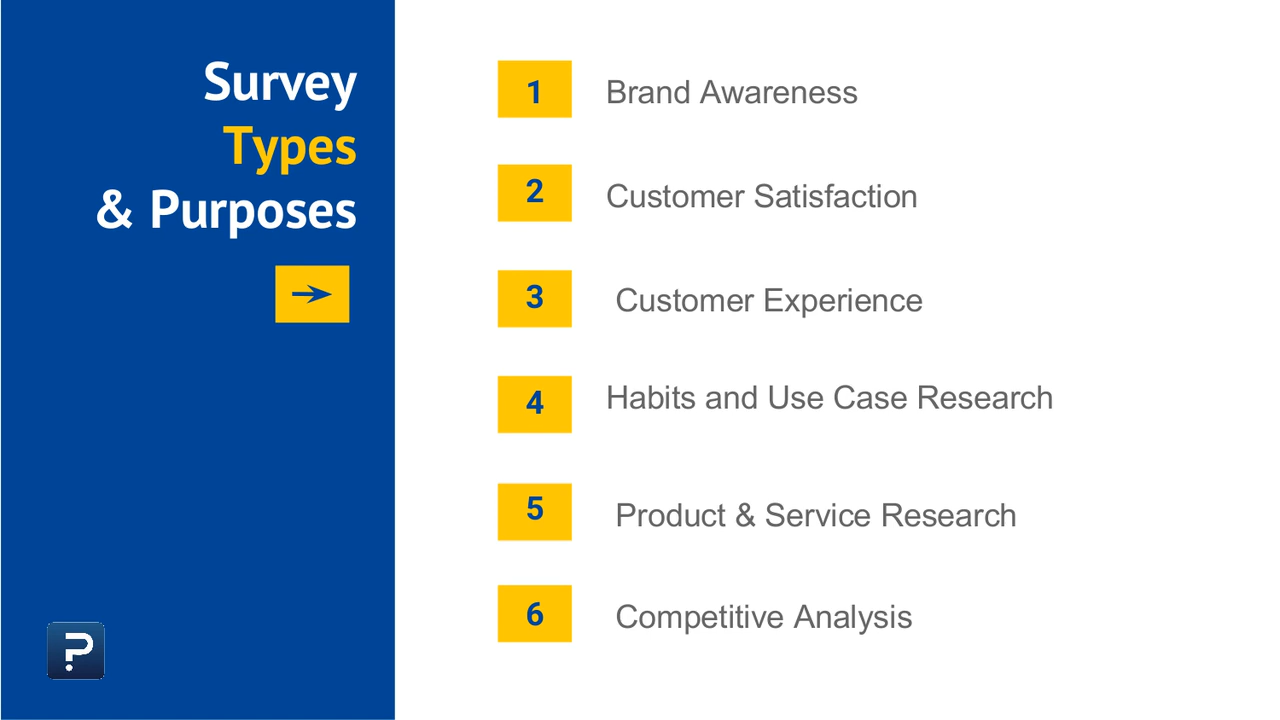 Survey
Types
& Purposes
1 Brand Awareness
2 Customer Satisfaction
3 Customer Experience
4 Habits and Use Case Research
5 Product & Service Research
6 Competitive Analysis